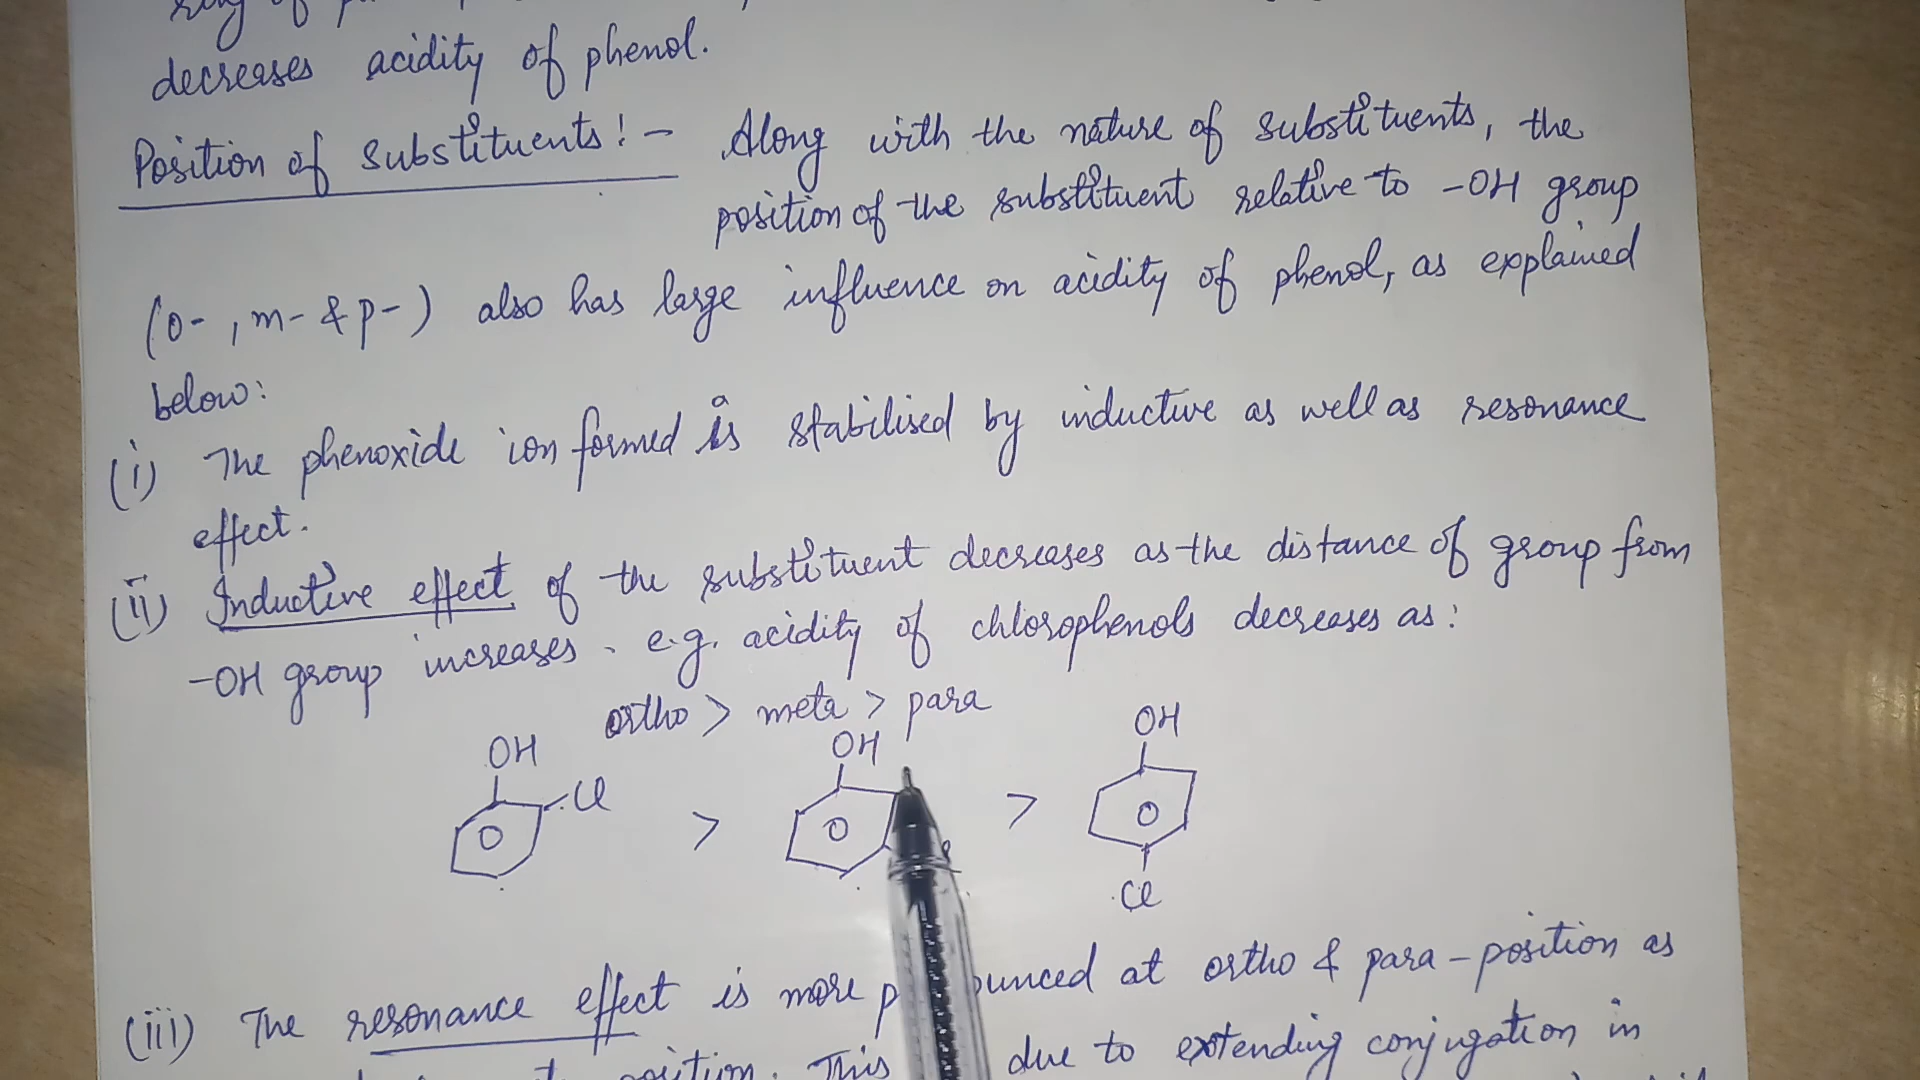 decreases acidity of phenol.
Position of substituents! - Along with the nature of substituents, the
position of the substituent relative to -OH group
(o- , m- & p- ) also has large influence on acidity of phenol, as explained
below:
(i) The phenoxide ion formed is stabilised by inductive as well as resonance
effect.
(ii) Inductive effect of the substituent decreases as the distance of group from
-OH group increases. e.g. acidity of chlorophenols decreases as:
ortho > meta > para
OH OH OH
Cl
> >
Cl
(iii) The resonance effect is more at ortho & para-position as
position. This due to extending conjugation in